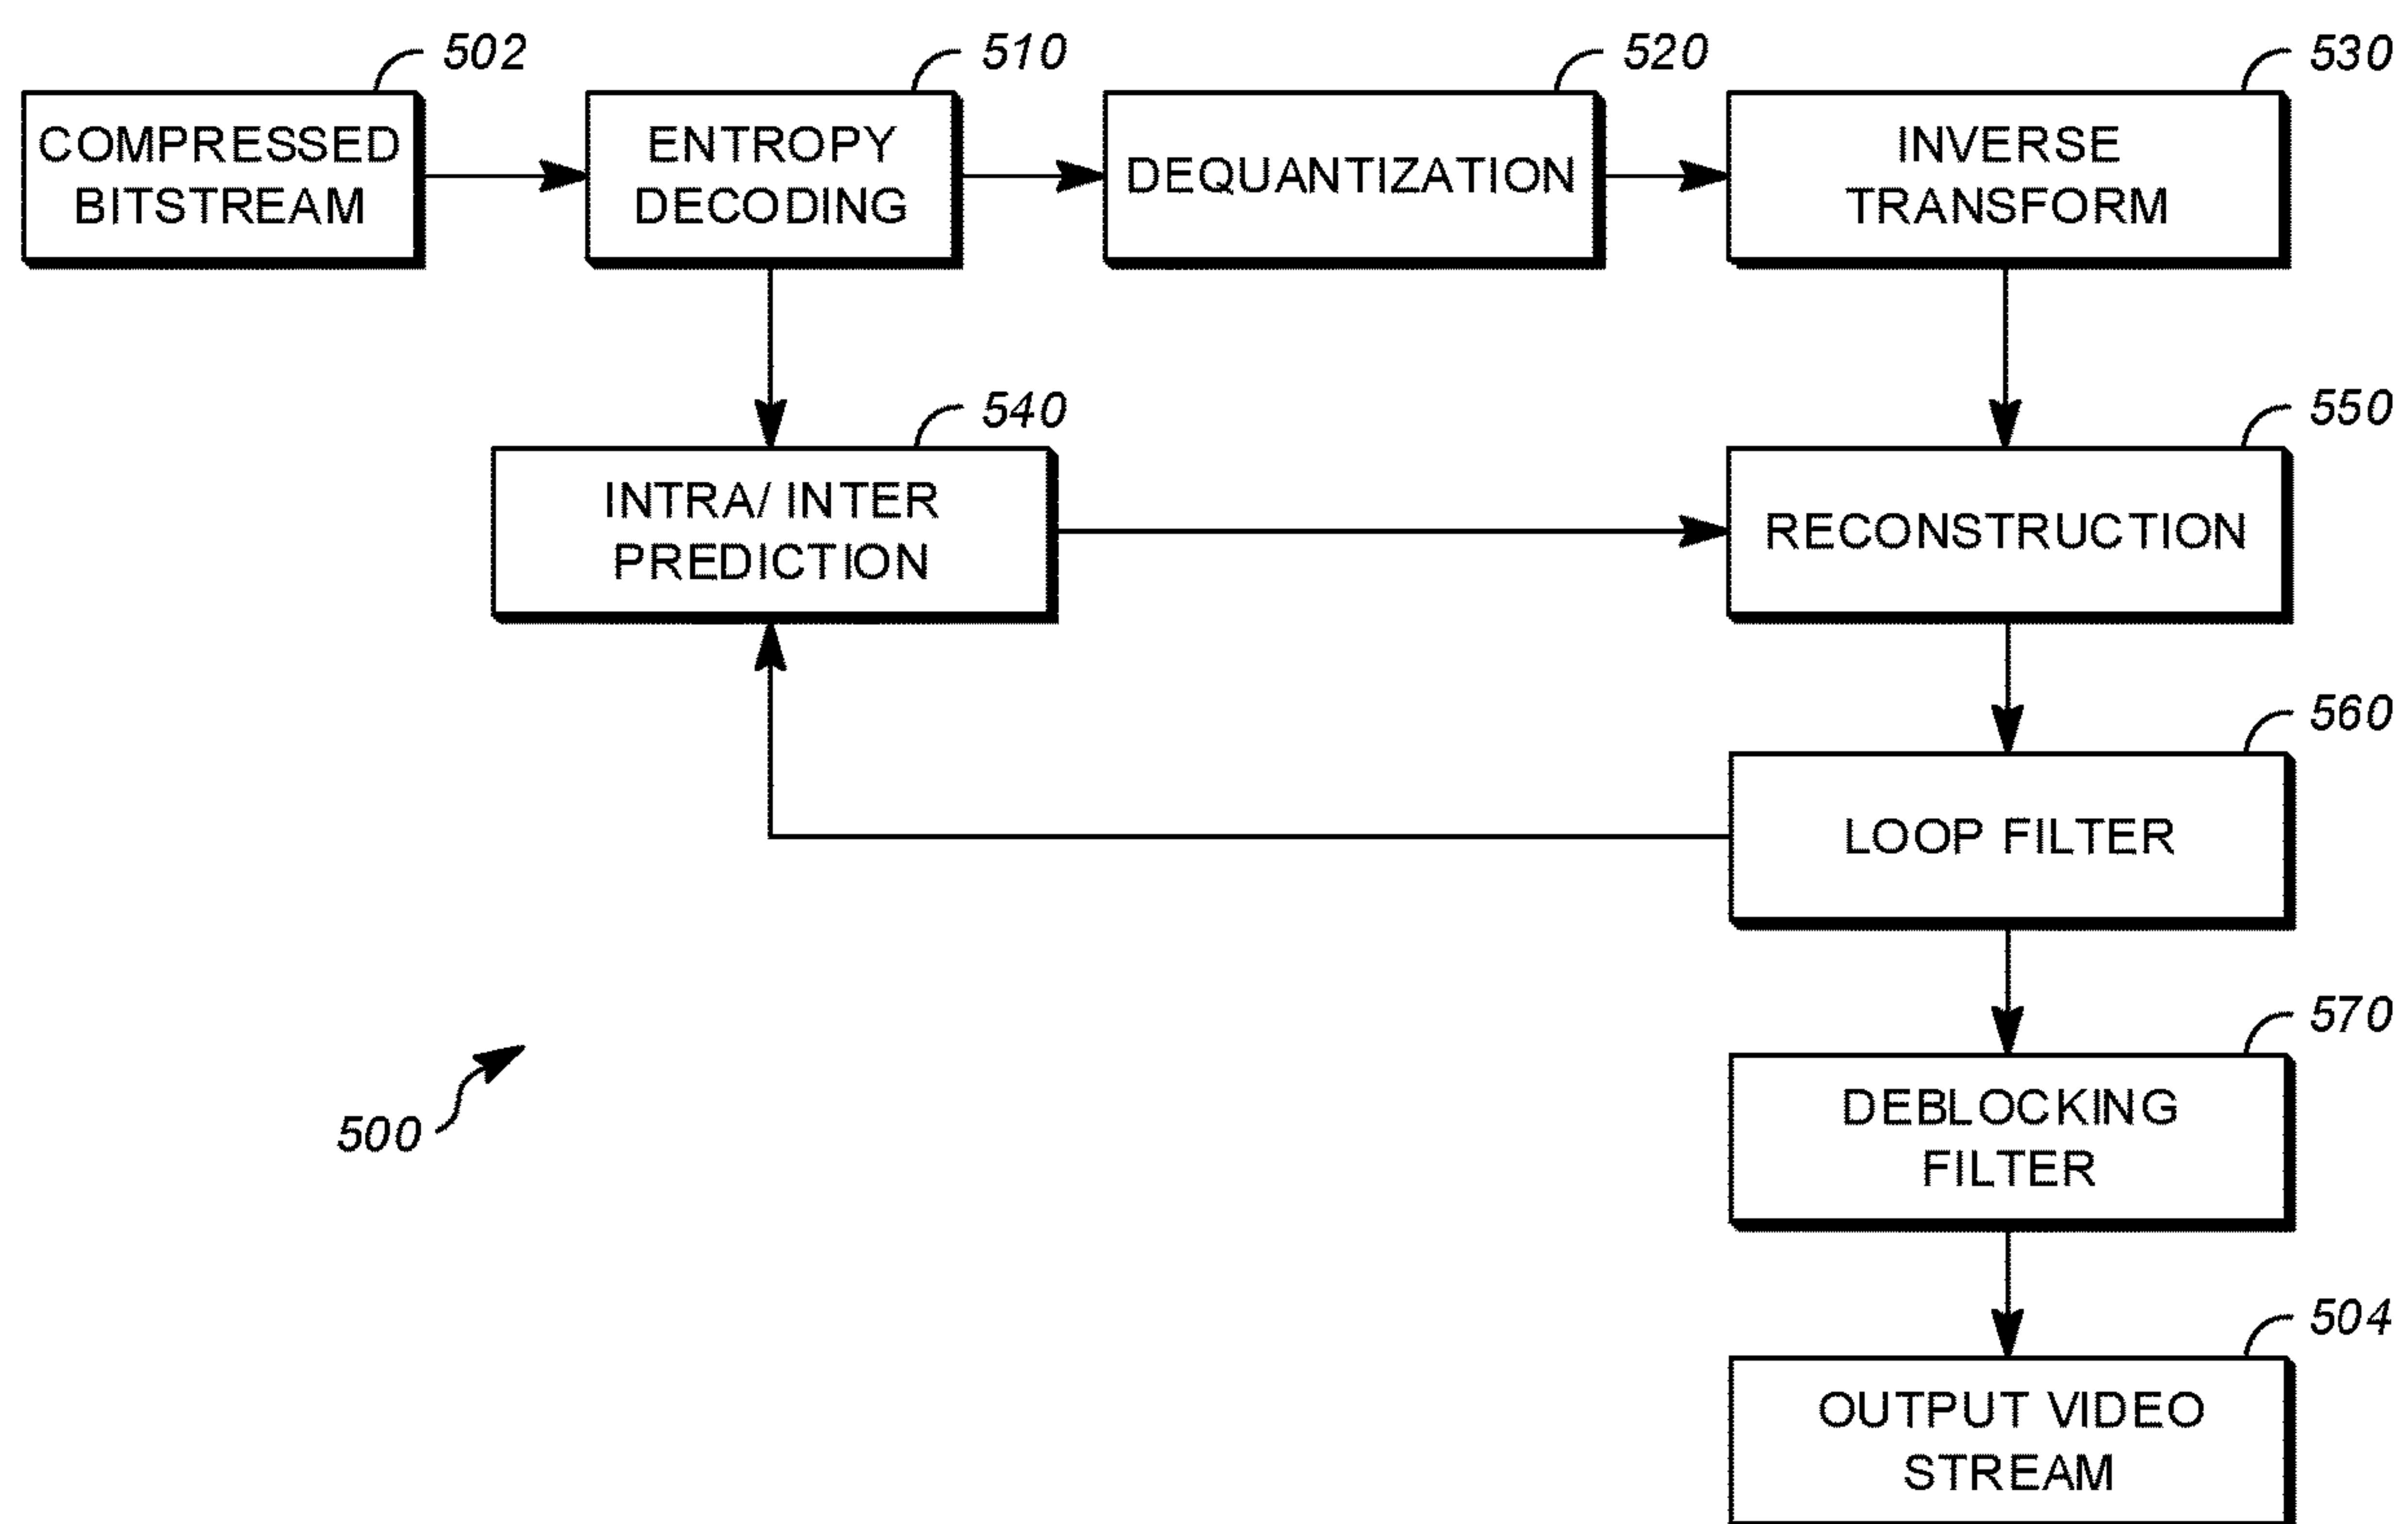 502
510
520
530
COMPRESSED
BITSTREAM
ENTROPY
DECODING
DEQUANTIZATION
INVERSE
TRANSFORM
540
550
INTRA/ INTER
PREDICTION
RECONSTRUCTION
560
LOOP FILTER
570
500
DEBLOCKING
FILTER
504
OUTPUT VIDEO
STREAM